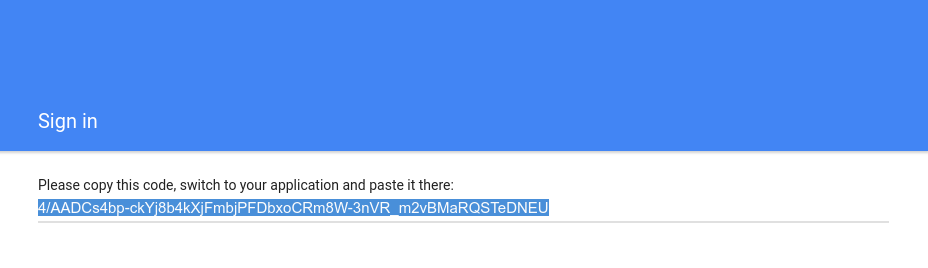 Sign in
Please copy this code, switch to your application and paste it there:
4/AADCs4bp-ckYj8b4kXjFmbjPFDbxoCRm8W-3nVR_m2vBMaRQSTeDNEU